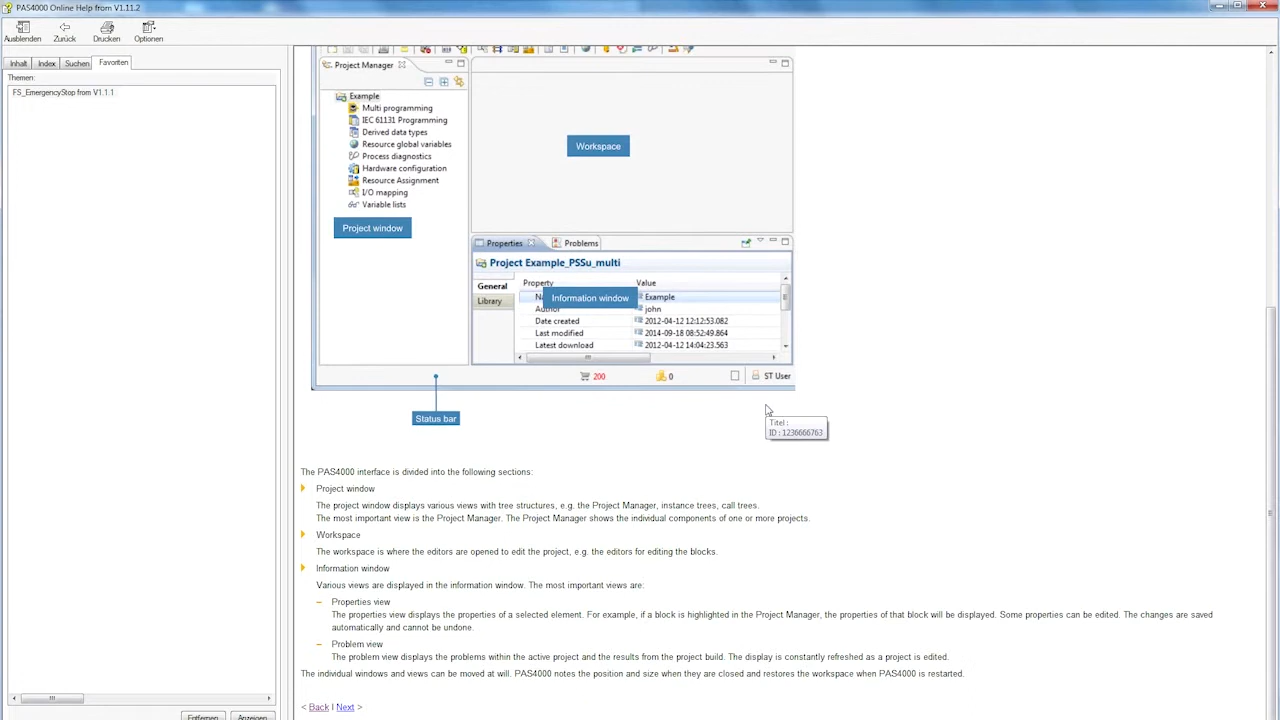 PAS4000 Online Help from V1.11.2
Ausblenden Zurück Drucken Optionen
Inhalt Index Suchen Favoriten
Themen:
FS_EmergencyStop from V1.1.1
Entfernen Anzeigen
Project Manager
Example
Multi programming
IEC 61131 Programming
Derived data types
Resource global variables
Process diagnostics
Hardware configuration
Resource Assignment
I/O mapping
Variable lists
Project window
Workspace
Properties Problems
Project Example_PSSu_multi
General
Library
Property Value
Information window
Example
john
Date created 2012-04-12 12:12:53.082
Last modified 2014-09-18 08:52:49.864
Latest download 2012-04-12 14:04:23.563
200 0 ST User
Status bar
Titel :
ID : 1236666763
The PAS4000 interface is divided into the following sections:
Project window
The project window displays various views with tree structures, e.g. the Project Manager, instance trees, call trees.
The most important view is the Project Manager. The Project Manager shows the individual components of one or more projects.
Workspace
The workspace is where the editors are opened to edit the project, e.g. the editors for editing the blocks.
Information window
Various views are displayed in the information window. The most important views are:
– Properties view
The properties view displays the properties of a selected element. For example, if a block is highlighted in the Project Manager, the properties of that block will be displayed. Some properties can be edited. The changes are saved
automatically and cannot be undone.
– Problem view
The problem view displays the problems within the active project and the results from the project build. The display is constantly refreshed as a project is edited.
The individual windows and views can be moved at will. PAS4000 notes the position and size when they are closed and restores the workspace when PAS4000 is restarted.
< Back | Next >